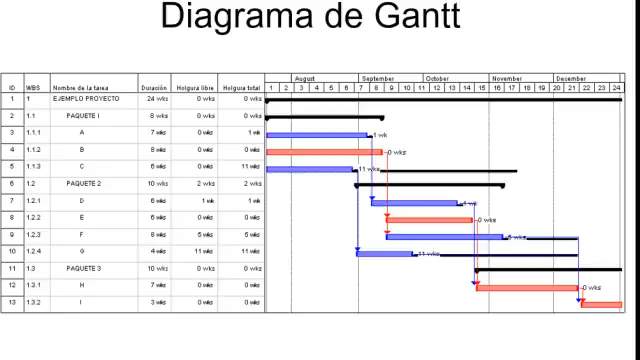 Diagrama de Gantt
August September October November December
ID WBS Nombre de la tarea Duración Holgura libre Holgura total 1 2 3 4 5 6 7 8 9 10 11 12 13 14 15 16 17 18 19 20 21 22 23 24
1 1 EJEMPLO PROYECTO 24 wks 0 wks 0 wks
2 1.1 PAQUETE I 8 wks 0 wks 0 wks
3 1.1.1 A 7 wks 0 wks 1 wk 1 wk
4 1.1.2 B 8 wks 0 wks 0 wks 0 wks
5 1.1.3 C 6 wks 0 wks 11 wks 11 wks
6 1.2 PAQUETE 2 10 wks 2 wks 2 wks
7 1.2.1 D 6 wks 1 wk 1 wk 1 wk
8 1.2.2 E 6 wks 0 wks 0 wks 0 wks
9 1.2.3 F 8 wks 5 wks 5 wks 5 wks
10 1.2.4 G 4 wks 11 wks 11 wks 11 wks
11 1.3 PAQUETE 3 10 wks 0 wks 0 wks
12 1.3.1 H 7 wks 0 wks 0 wks 0 wks
13 1.3.2 I 3 wks 0 wks 0 wks